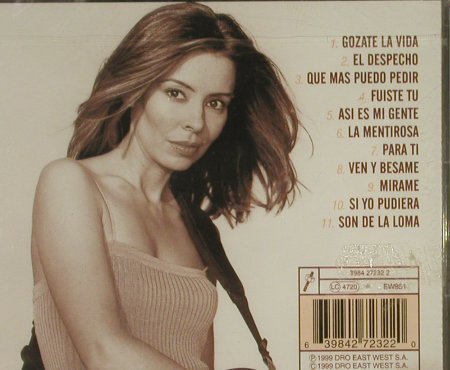 1. GOZATE LA VIDA
2. EL DESPECHO
3. QUE MAS PUEDO PEDIR
4. FUISTE TU
5. ASI ES MI GENTE
6. LA MENTIROSA
7. PARA TI
8. VEN Y BESAME
9. MIRAME
10. SI YO PUDIERA
11. SON DE LA LOMA
3984 27232 2
LC 4720
EW851
6 39842 72322 0
℗ 1999 DRO EAST WEST S.A.
© 1999 DRO EAST WEST S.A.